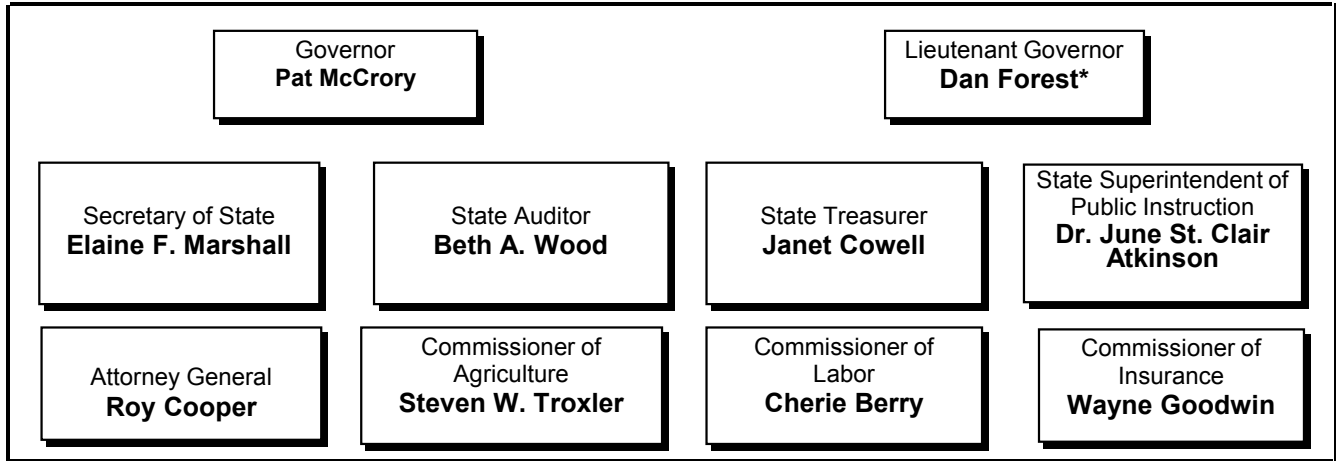 Governor
Pat McCrory
Lieutenant Governor
Dan Forest*
Secretary of State
Elaine F. Marshall
State Auditor
Beth A. Wood
State Treasurer
Janet Cowell
State Superintendent of
Public Instruction
Dr. June St. Clair
Atkinson
Attorney General
Roy Cooper
Commissioner of
Agriculture
Steven W. Troxler
Commissioner of
Labor
Cherie Berry
Commissioner of
Insurance
Wayne Goodwin